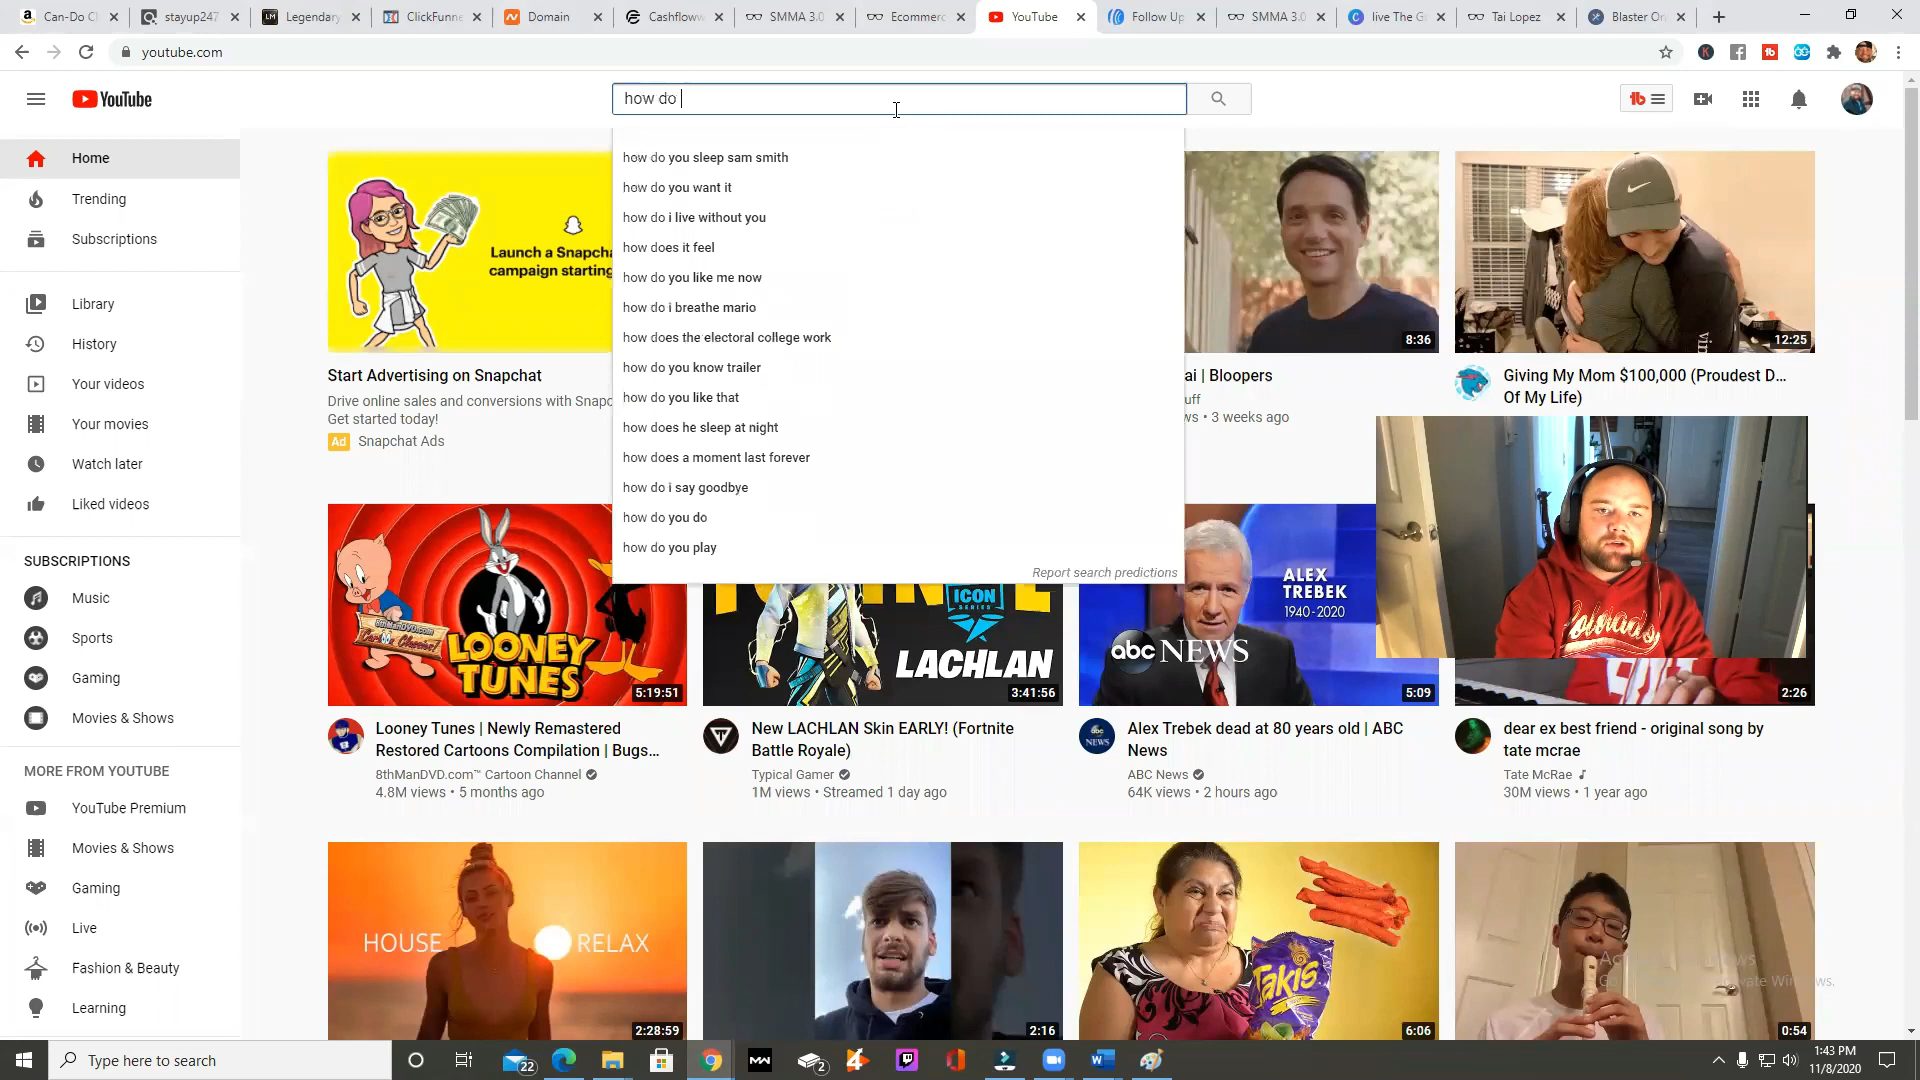 Can-Do C
stayup247
Legendary
ClickFunne
Domain
Cashflow
SMMA 3.0
Ecommerc
YouTube
Follow Up
SMMA 3.0
live The G
Tai Lopez
Blaster Or
youtube.com
YouTube
how do
tb
Home
Trending
Subscriptions
Library
History
Your videos
Your movies
Watch later
Liked videos
SUBSCRIPTIONS
Music
Sports
Gaming
Movies & Shows
MORE FROM YOUTUBE
YouTube Premium
Movies & Shows
Gaming
Live
Fashion & Beauty
Learning
how do you sleep sam smith
how do you want it
how do i live without you
how does it feel
how do you like me now
how do i breathe mario
how does the electoral college work
how do you know trailer
how do you like that
how does he sleep at night
how does a moment last forever
how do i say goodbye
how do you do
how do you play
Report search predictions
Launch a Snapcha
campaign starting
Start Advertising on Snapchat
Drive online sales and conversions with Snapc
Get started today!
Ad Snapchat Ads
8:36
ai | Bloopers
uff
ws • 3 weeks ago
12:25
Giving My Mom $100,000 (Proudest D...
Of My Life)
8thManDVD.com
LOONEY
TUNES
5:19:51
Looney Tunes | Newly Remastered
Restored Cartoons Compilation | Bugs...
8thManDVD.com™ Cartoon Channel
4.8M views • 5 months ago
ICON
SERIES
LACHLAN
3:41:56
New LACHLAN Skin EARLY! (Fortnite
Battle Royale)
Typical Gamer
1M views • Streamed 1 day ago
ALEX
TREBEK
1940-2020
abc NEWS
5:09
Alex Trebek dead at 80 years old | ABC
News
ABC News
64K views • 2 hours ago
Colorado
2:26
dear ex best friend - original song by
tate mcrae
Tate McRae
30M views • 1 year ago
HOUSE RELAX
2:28:59
2:16
Takis
6:06
0:54
Type here to search
22
2
1:43 PM
11/8/2020